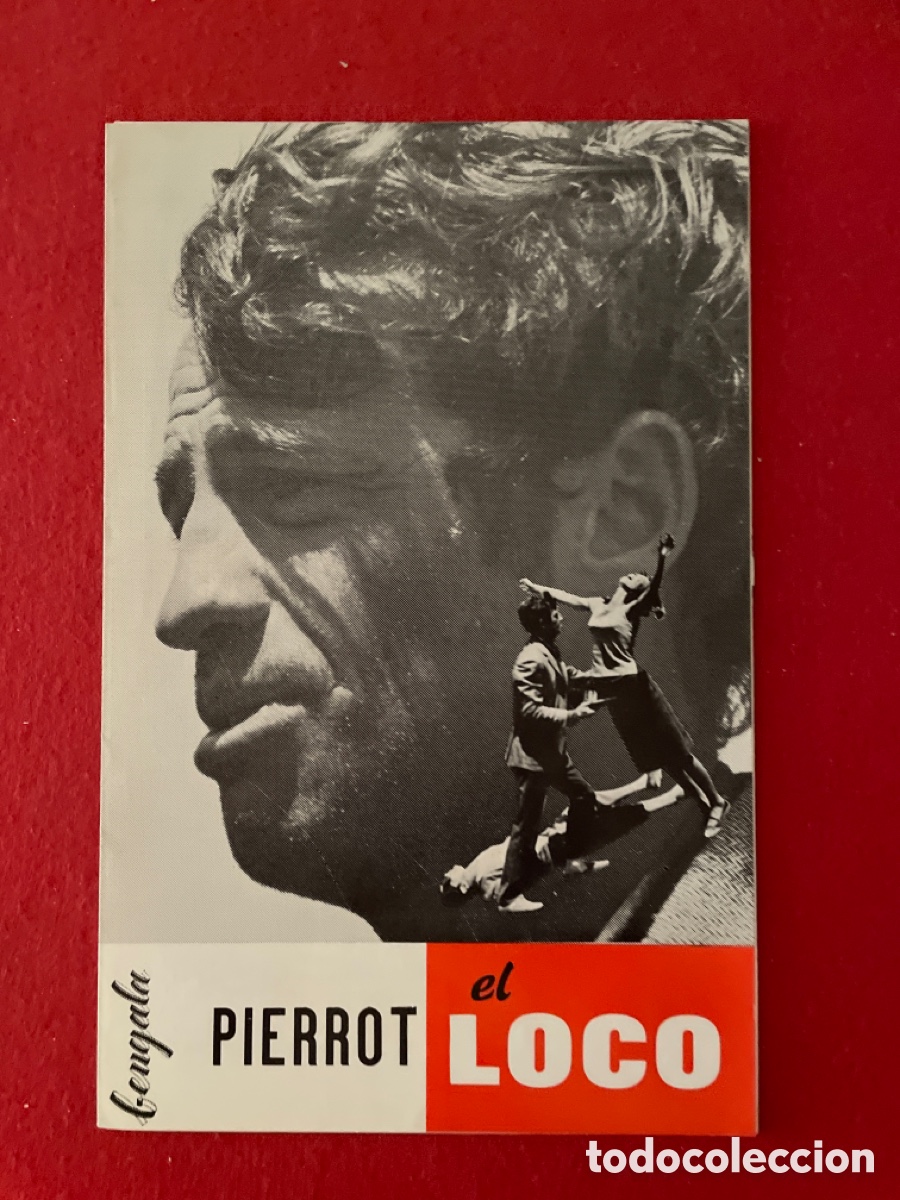 bengala
PIERROT
el
LOCO
todocoleccion